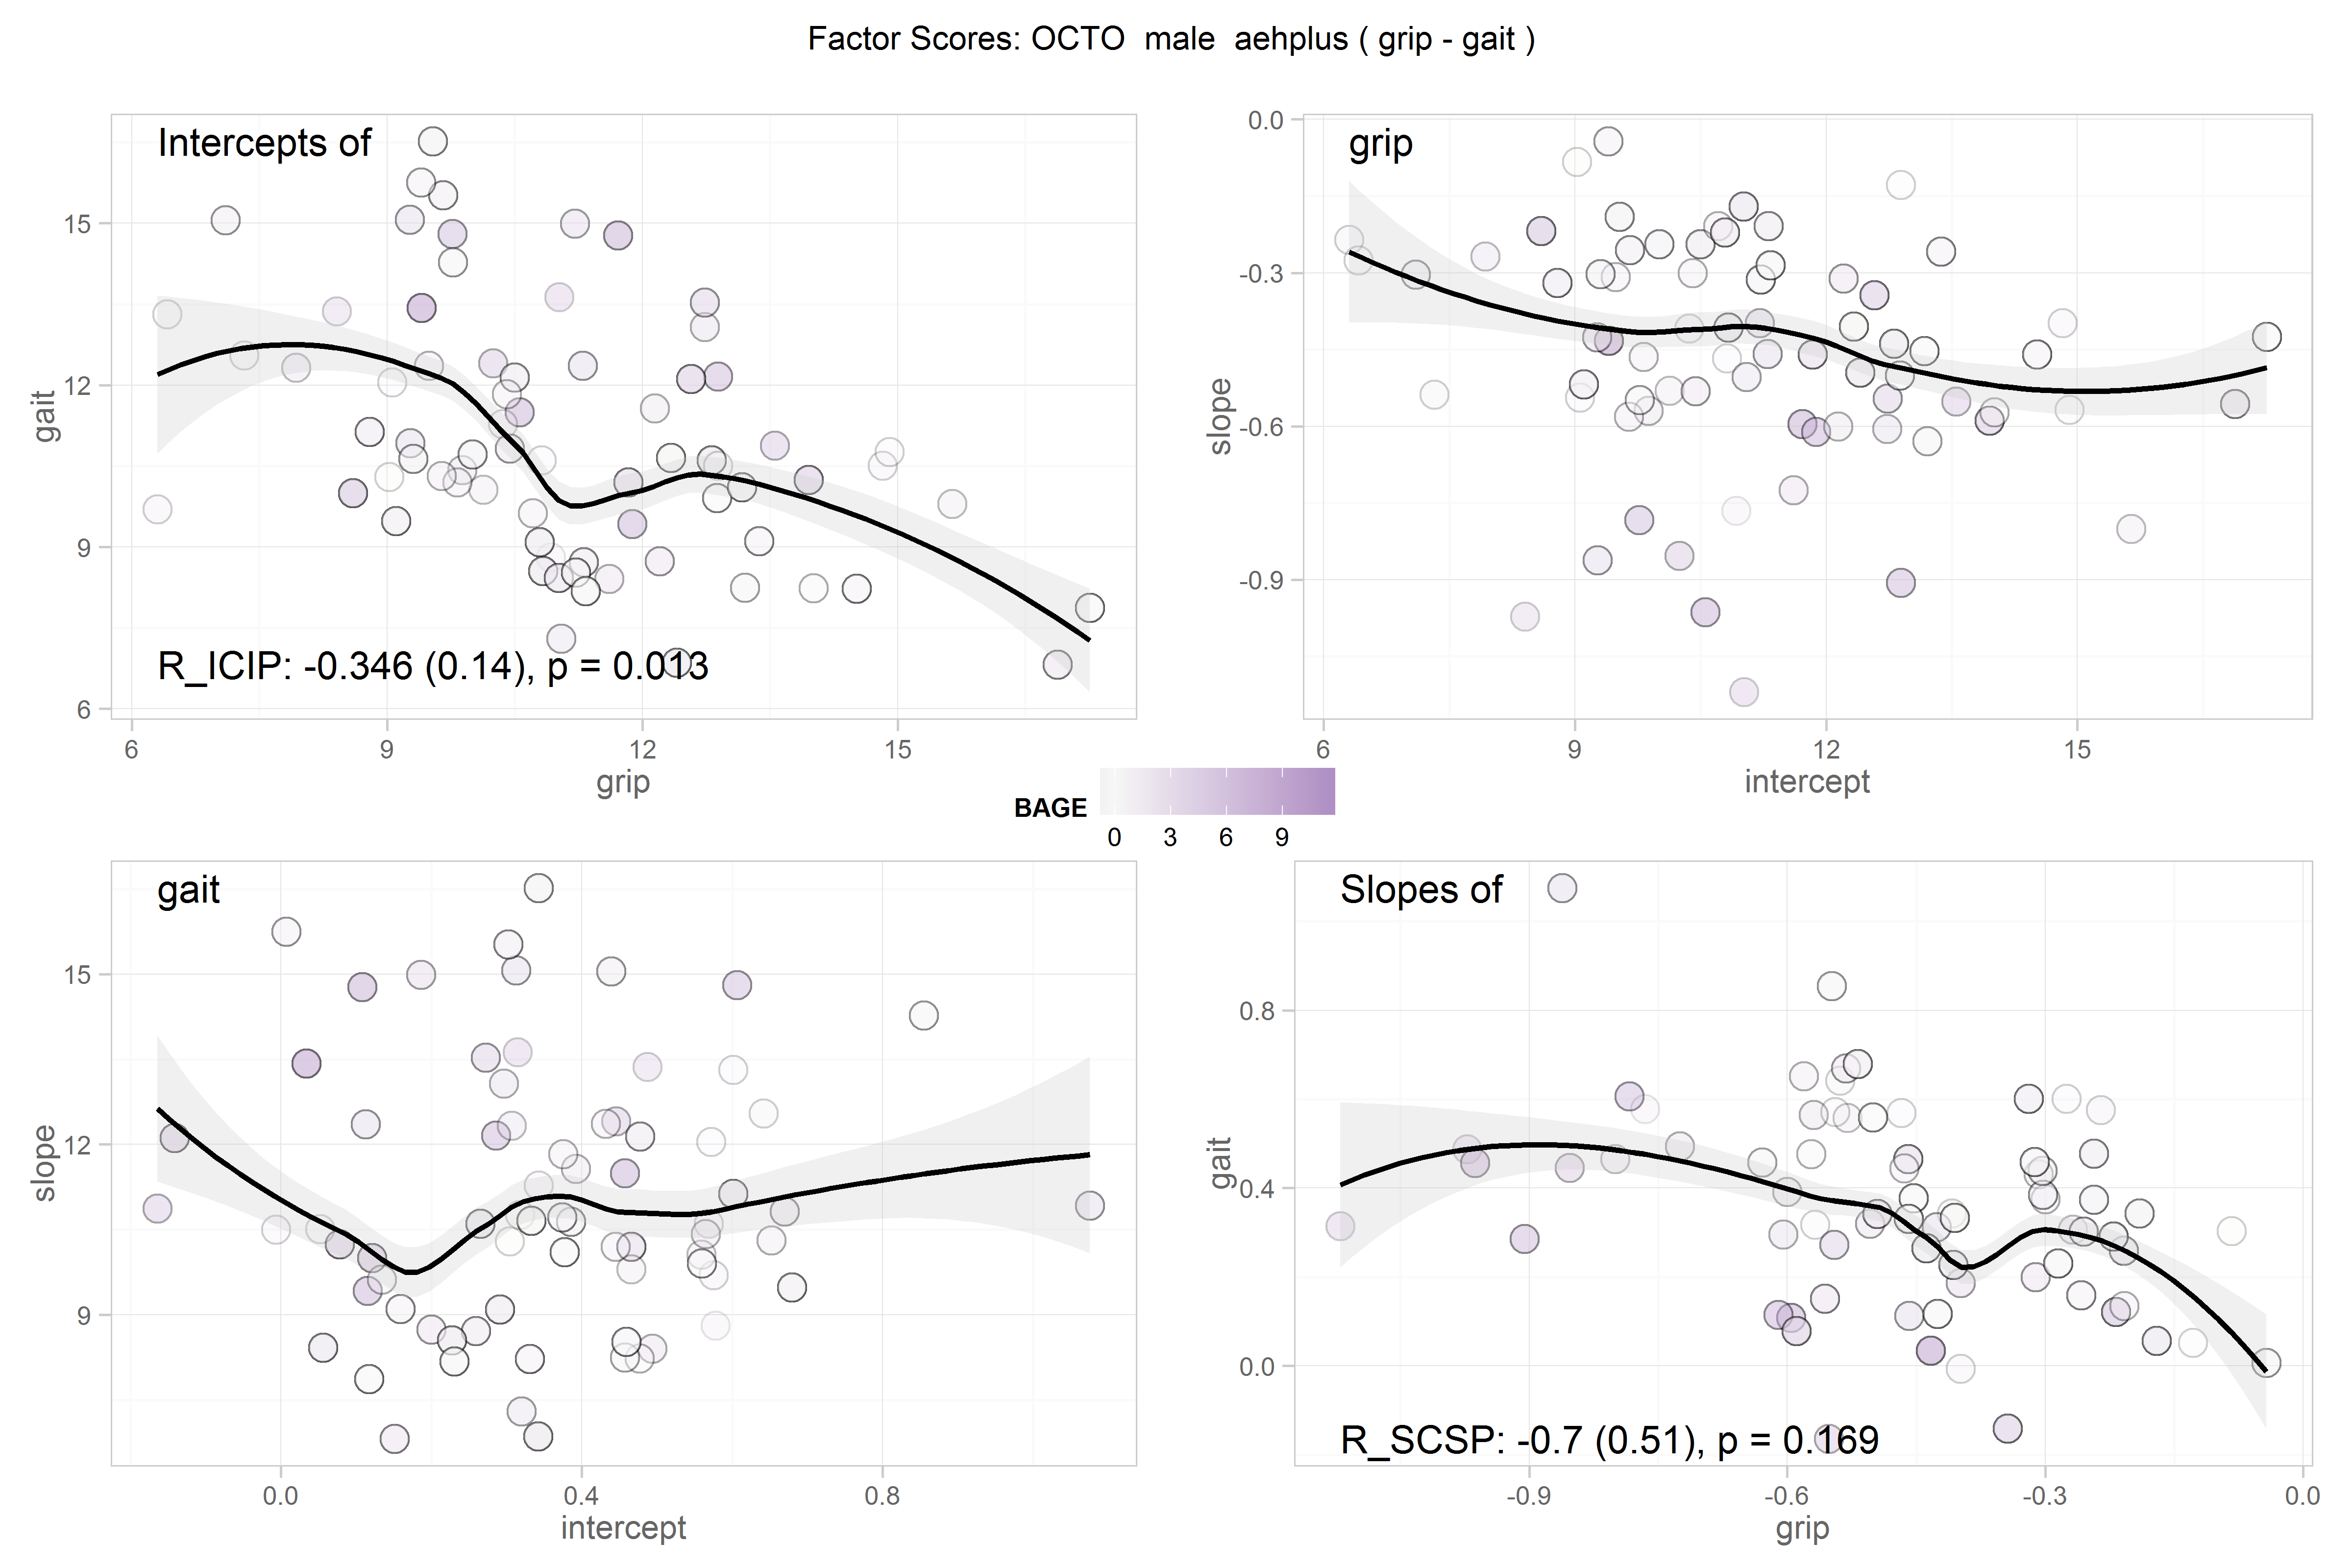 Factor Scores: OCTO male aehplus ( grip - gait )
Intercepts of
gait
15
12
9
6
R_ICIP: -0.346 (0.14), p = 0.013
6 9 12 15
grip
grip
slope
0.0
-0.3
-0.6
-0.9
6 9 12 15
intercept
BAGE
0 3 6 9
gait
slope
15
12
9
0.0 0.4 0.8
intercept
Slopes of
gait
0.8
0.4
0.0
R_SCSP: -0.7 (0.51), p = 0.169
-0.9 -0.6 -0.3 0.0
grip